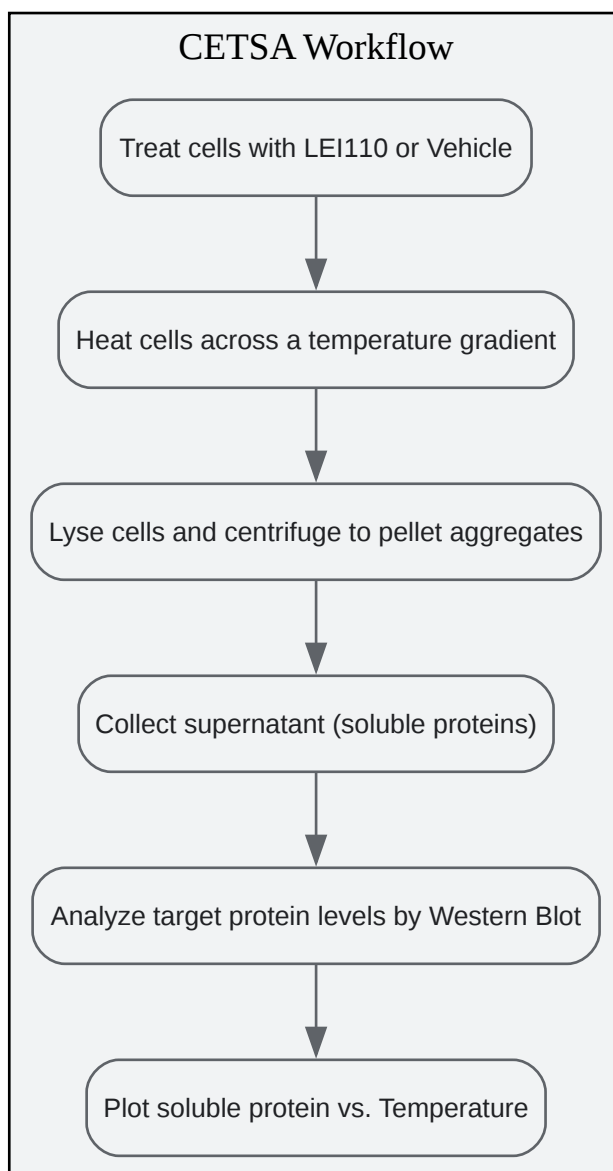 CETSA Workflow
Treat cells with LEI110 or Vehicle
Heat cells across a temperature gradient
Lyse cells and centrifuge to pellet aggregates
Collect supernatant (soluble proteins)
Analyze target protein levels by Western Blot
Plot soluble protein vs. Temperature